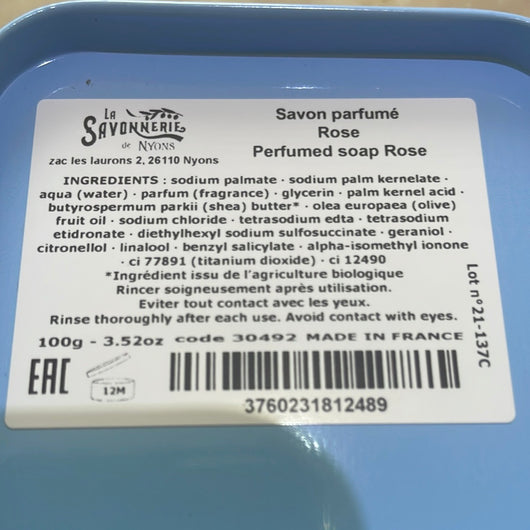 LA
SAVONNERIE
de NYONS
zac les laurons 2, 26110 Nyons
Savon parfumé
Rose
Perfumed soap Rose
INGREDIENTS : sodium palmate · sodium palm kernelate ·
aqua (water) · parfum (fragrance) · glycerin · palm kernel acid ·
butyrospermum parkii (shea) butter* · olea europaea (olive)
fruit oil · sodium chloride · tetrasodium edta · tetrasodium
etidronate · diethylhexyl sodium sulfosuccinate · geraniol ·
citronellol · linalool · benzyl salicylate · alpha-isomethyl ionone
· ci 77891 (titanium dioxide) · ci 12490
*Ingrédient issu de l'agriculture biologique
Rincer soigneusement après utilisation.
Eviter tout contact avec les yeux.
Rinse thoroughly after each use. Avoid contact with eyes.
100g - 3.52oz code 30492 MADE IN FRANCE
Lot n°21-137C
EAC
12M
3760231812489